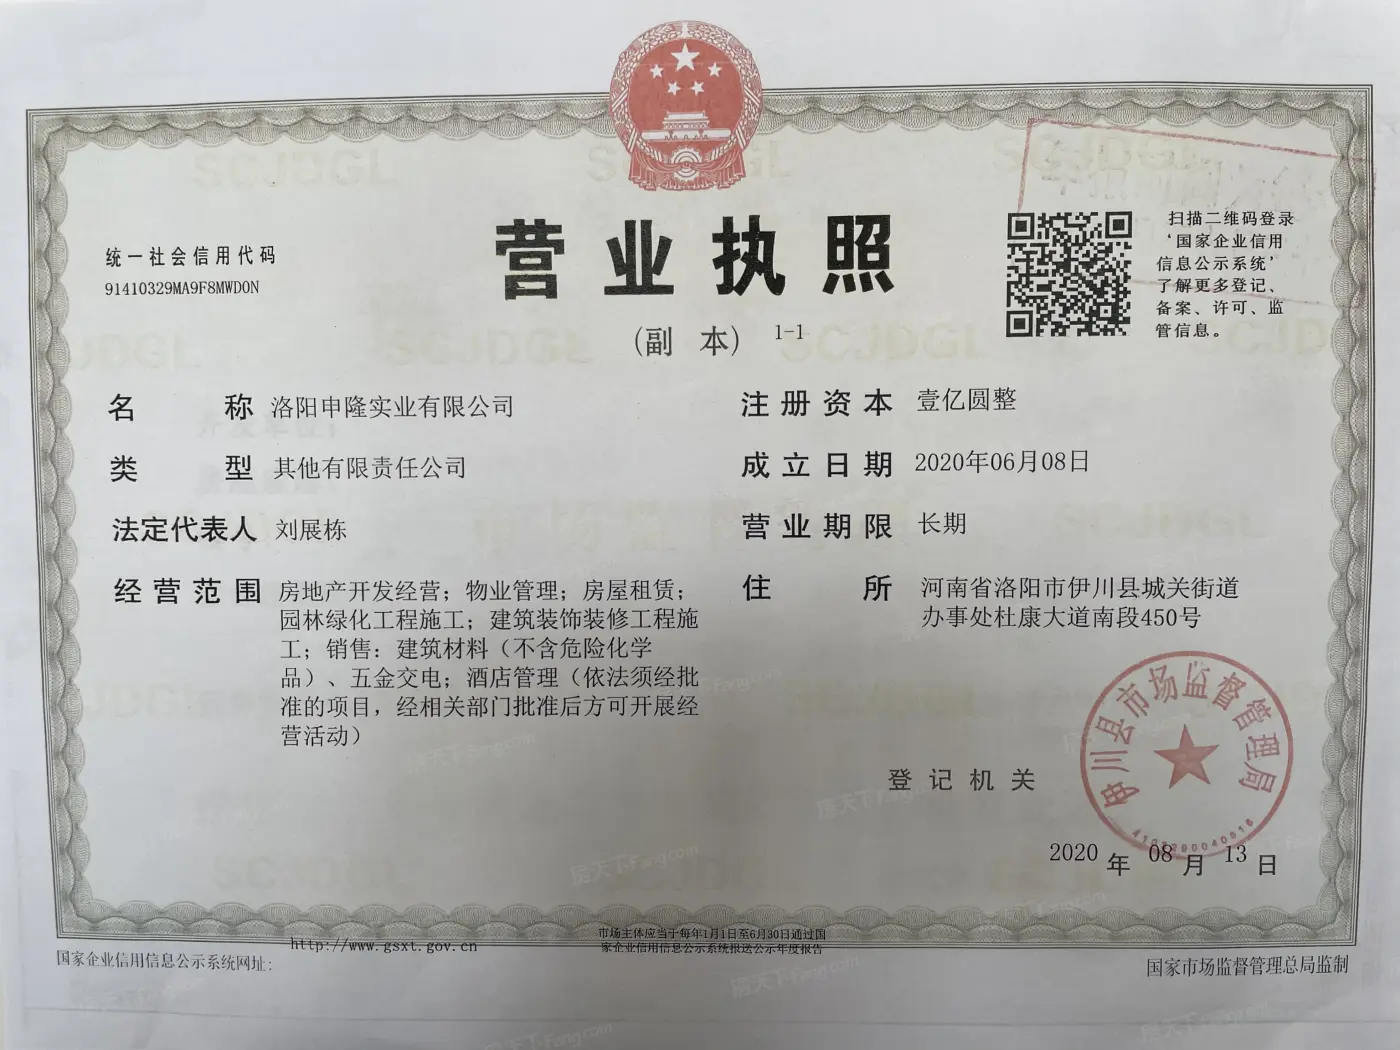 统一社会信用代码
91410329MA9F8MWD0N
营业执照
(副 本) 1-1
扫描二维码登录
‘国家企业信用
信息公示系统’
了解更多登记、
备案、许可、监
管信息。
名 称 洛阳申隆实业有限公司
类 型 其他有限责任公司
法定代表人 刘展栋
经营范围 房地产开发经营；物业管理；房屋租赁；
园林绿化工程施工；建筑装饰装修工程施
工；销售：建筑材料（不含危险化学
品）、五金交电；酒店管理（依法须经批
准的项目，经相关部门批准后方可开展经
营活动）
注册资本 壹亿圆整
成立日期 2020年06月08日
营业期限 长期
住 所 河南省洛阳市伊川县城关街道
办事处杜康大道南段450号
登记机关
伊川县市场监督管理局
2020 年 08 月 13 日
国家企业信用信息公示系统网址：
http://www.gsxt.gov.cn
市场主体应当于每年1月1日至6月30日通过国
家企业信用信息公示系统报送公示年度报告
国家市场监督管理总局监制
SCJDGL
房天下Fang.com